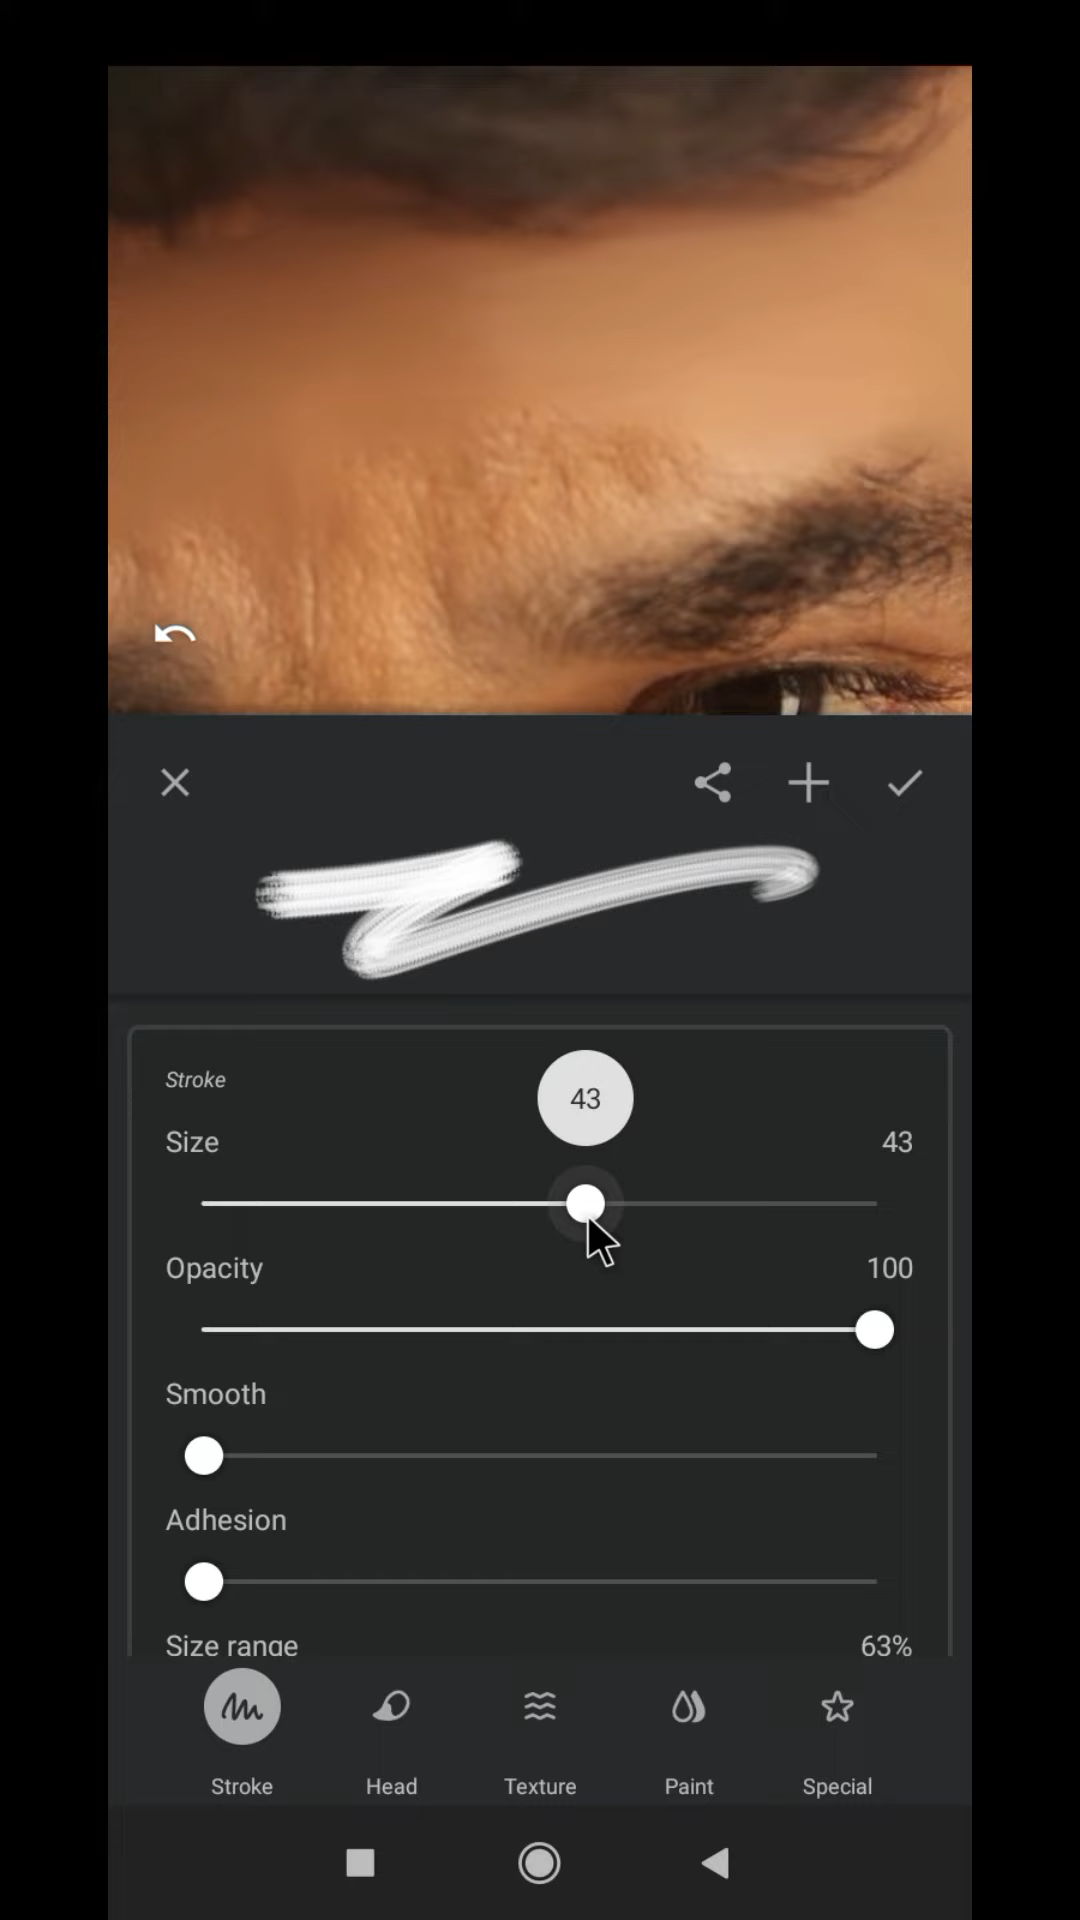 Stroke
43
Size 43
Opacity 100
Smooth
Adhesion
Size range 63%
Stroke Head Texture Paint Special